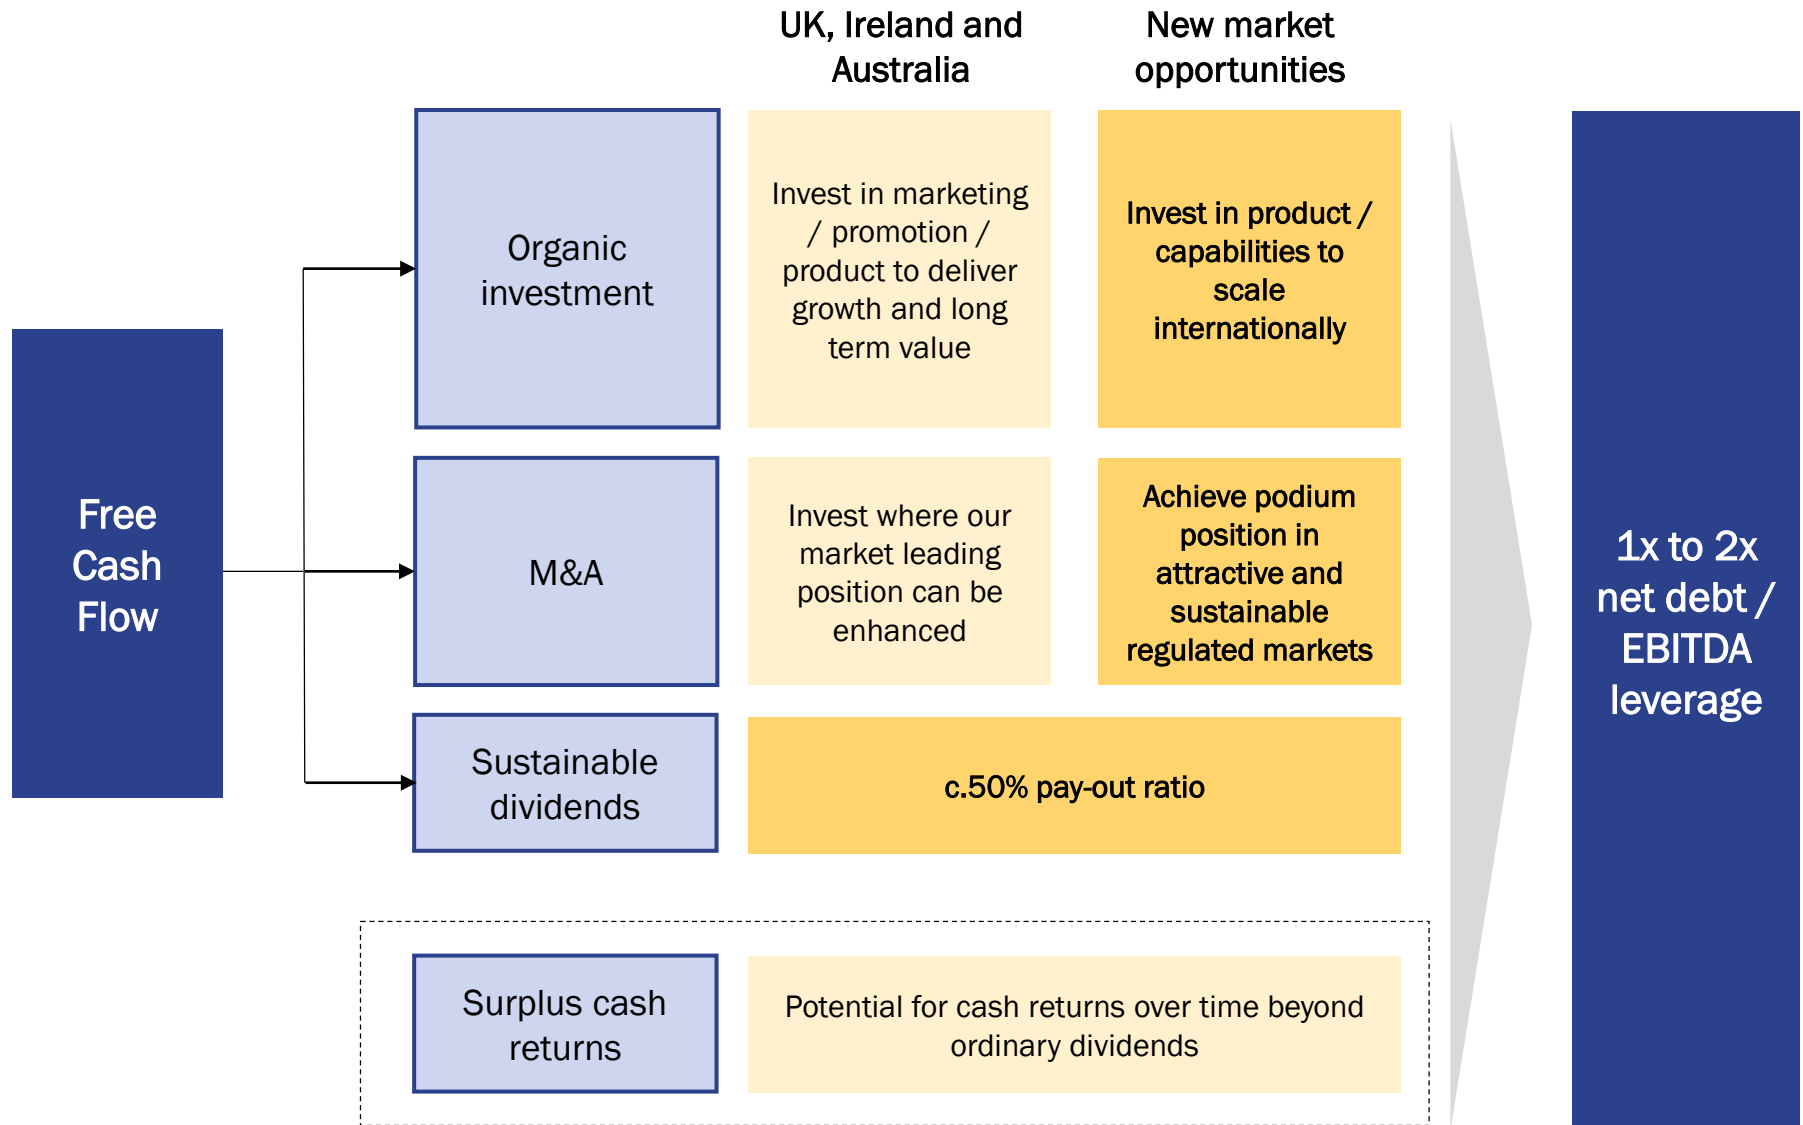 UK, Ireland and
Australia
New market
opportunities
Free
Cash
Flow
Organic
investment
Invest in marketing
/ promotion /
product to deliver
growth and long
term value
Invest in product /
capabilities to
scale
internationally
M&A
Invest where our
market leading
position can be
enhanced
Achieve podium
position in
attractive and
sustainable
regulated markets
Sustainable
dividends
c.50% pay-out ratio
Surplus cash
returns
Potential for cash returns over time beyond
ordinary dividends
1x to 2x
net debt /
EBITDA
leverage